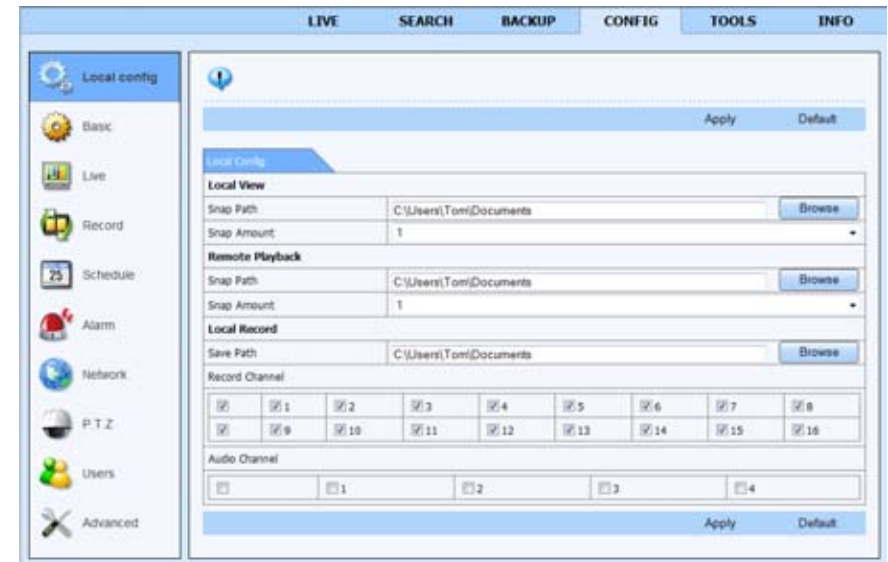 LIVE SEARCH BACKUP CONFIG TOOLS INFO
Local config
Basic
Live
Record
25 Schedule
Alarm
Network
P.T.Z
Users
Advanced
Apply Default
Local Config
Local View
Snap Path C:\Users\Tom\Documents Browse
Snap Amount 1
Remote Playback
Snap Path C:\Users\Tom\Documents Browse
Snap Amount 1
Local Record
Save Path C:\Users\Tom\Documents Browse
Record Channel
1 2 3 4 5 6 7 8
9 10 11 12 13 14 15 16
Audio Channel
1 2 3 4
Apply Default